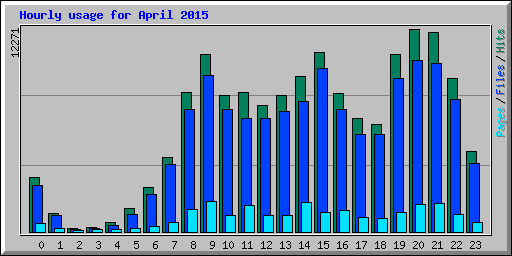 Hourly usage for April 2015
12271
Pages/Files/Hits
0 1 2 3 4 5 6 7 8 9 10 11 12 13 14 15 16 17 18 19 20 21 22 23